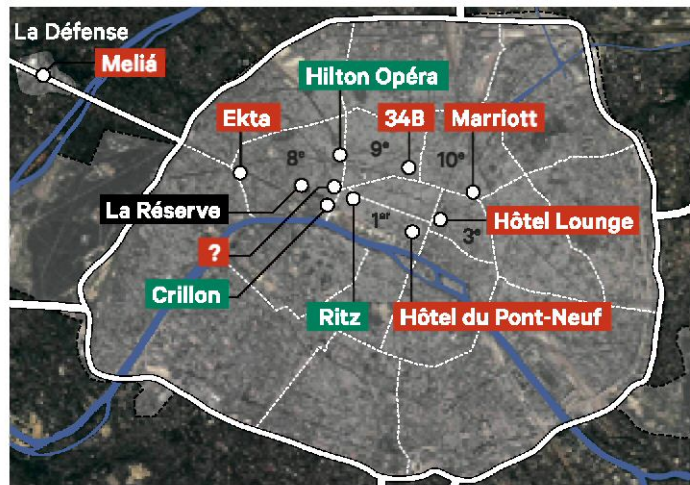 La Défense
Meliá
Hilton Opéra
Ekta
34B
Marriott
9e
8e
10e
La Réserve
1er
3e
Hôtel Lounge
?
Crillon
Ritz
Hôtel du Pont-Neuf